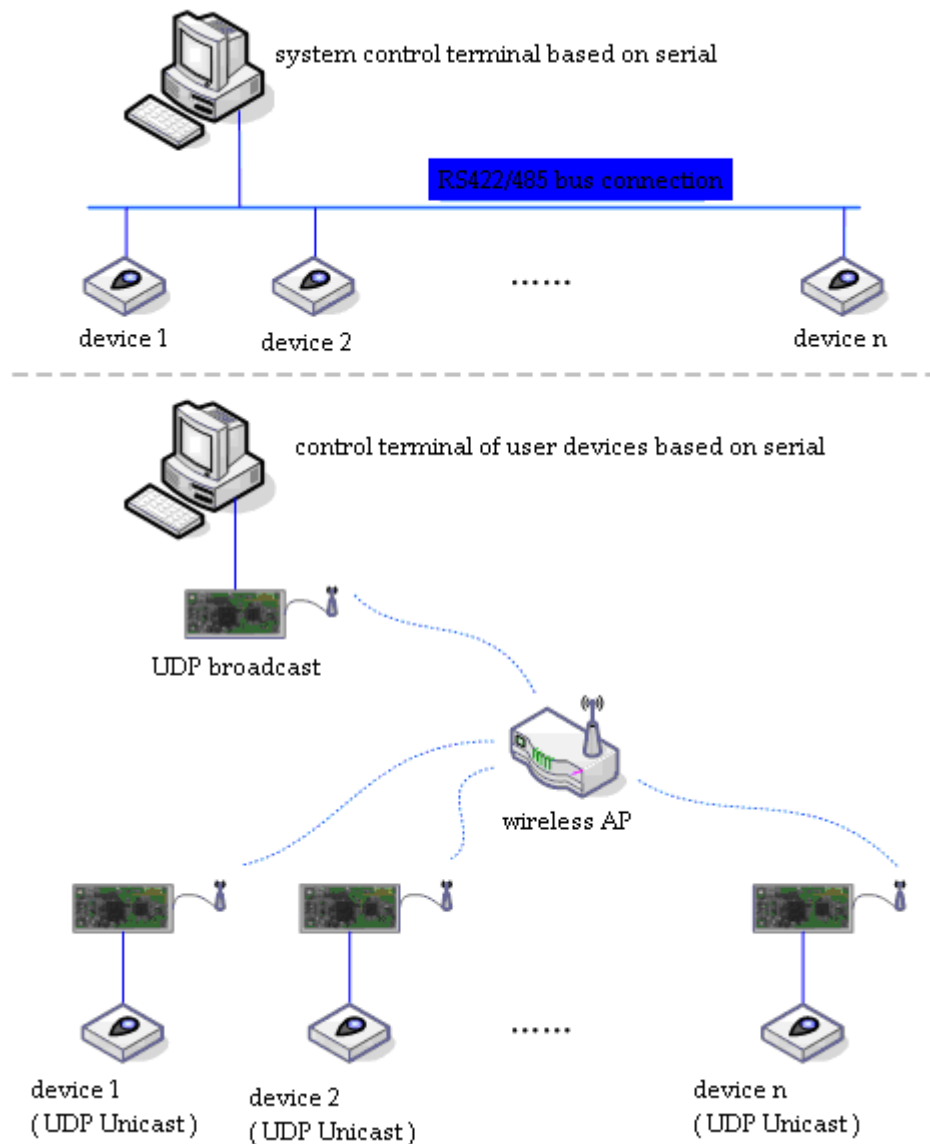 system control terminal based on serial
RS422/485 bus connection
......
device 1
device 2
device n
control terminal of user devices based on serial
UDP broadcast
wireless AP
......
device 1
( UDP Unicast )
device 2
( UDP Unicast )
device n
( UDP Unicast )